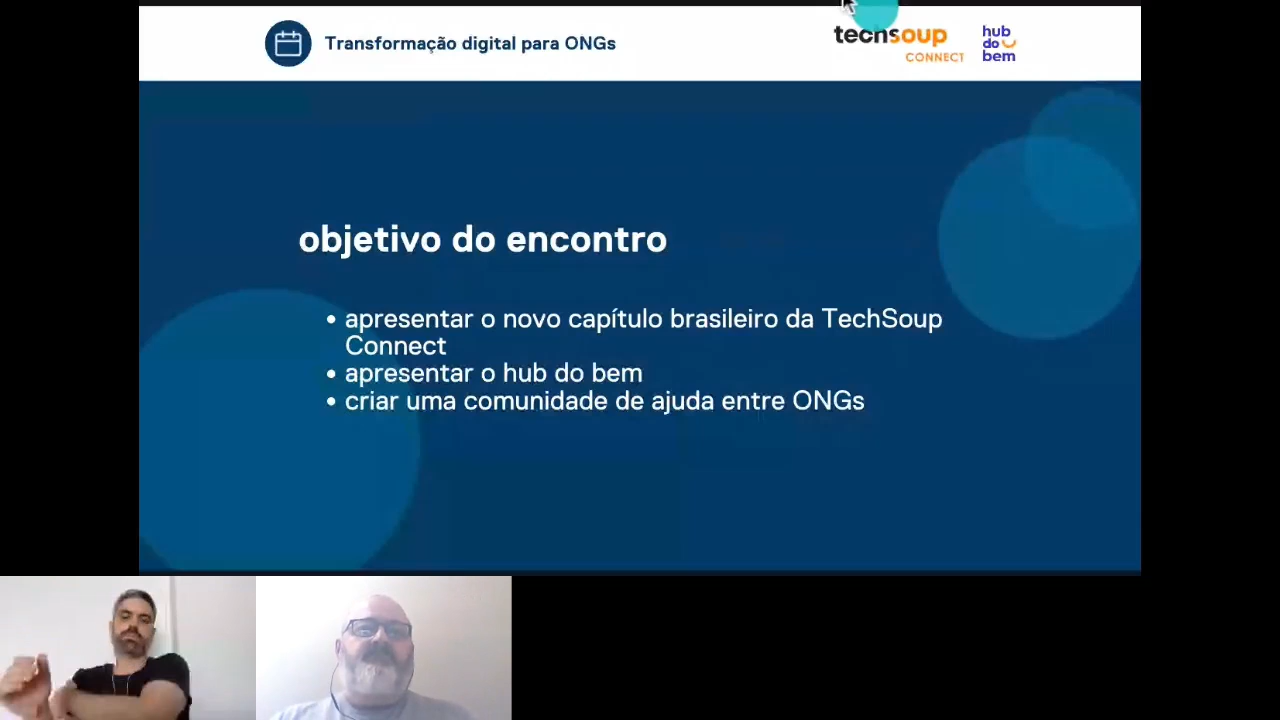 Transformação digital para ONGs
techsoup
CONNECT
hub
do
bem
objetivo do encontro
• apresentar o novo capítulo brasileiro da TechSoup
Connect
• apresentar o hub do bem
• criar uma comunidade de ajuda entre ONGs